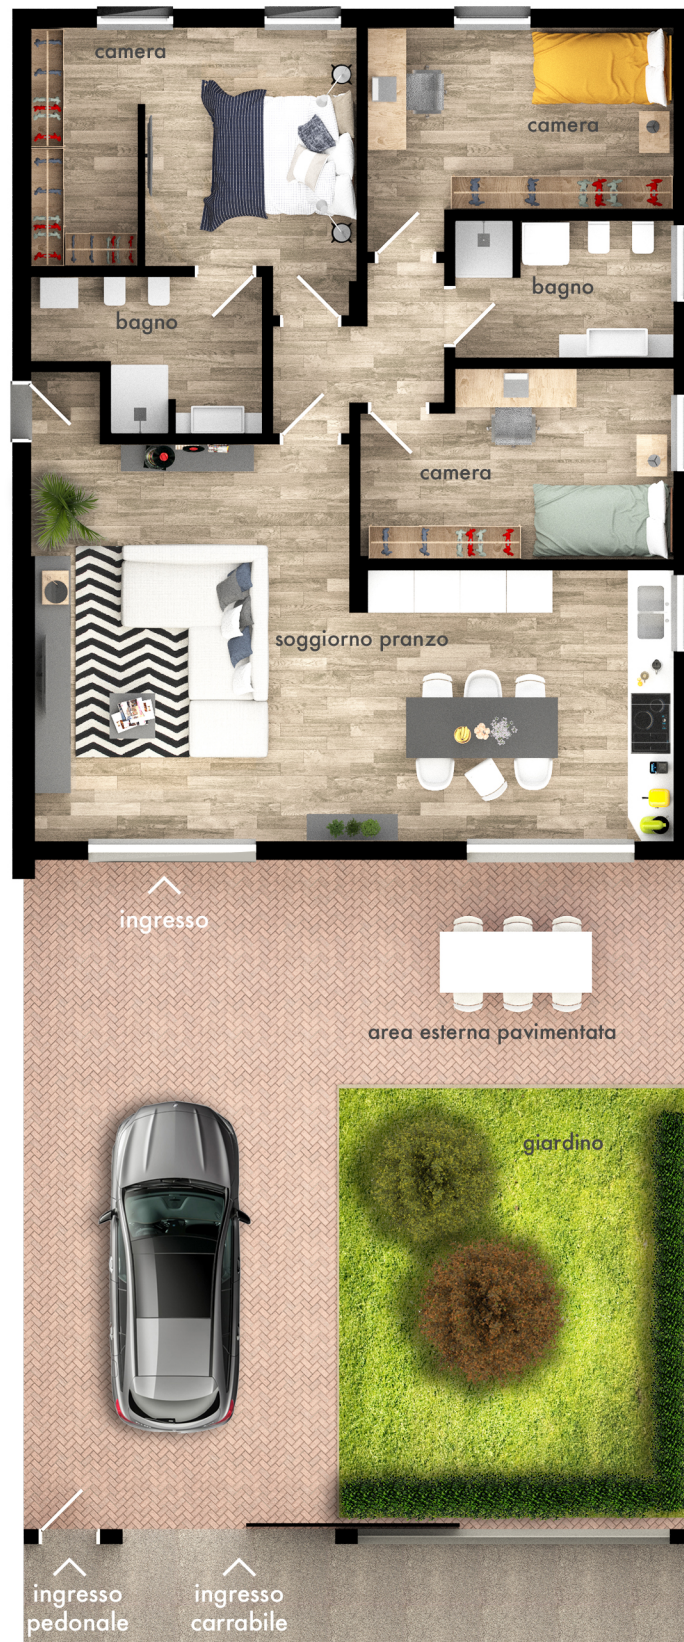 camera
camera
bagno
bagno
camera
soggiorno pranzo
ingresso
area esterna pavimentata
giardino
ingresso
pedonale
ingresso
carrabile